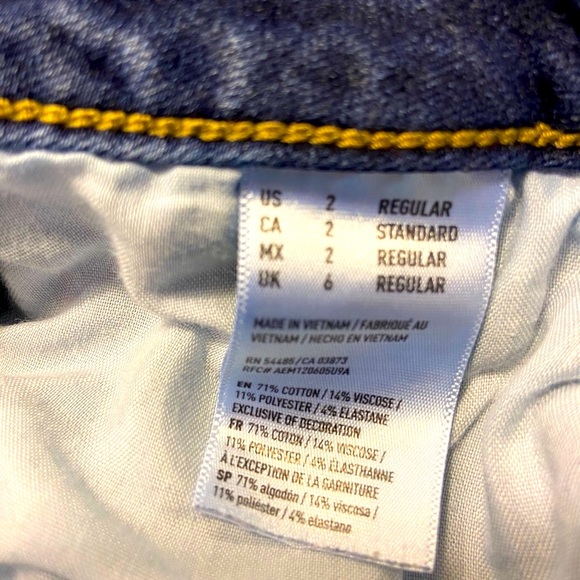 US 2 REGULAR
CA 2 STANDARD
MX 2 REGULAR
UK 6 REGULAR
MADE IN VIETNAM / FABRIQUÉ AU
VIETNAM / HECHO EN VIETNAM
RN 54485 / CA 03873
RFC# AEM120605U9A
EN 71% COTTON / 14% VISCOSE /
11% POLYESTER / 4% ELASTANE
EXCLUSIVE OF DECORATION
FR 71% COTON / 14% VISCOSE /
11% POLYESTER / 4% ÉLASTHANNE
À L'EXCEPTION DE LA GARNITURE
SP 71% algodón / 14% viscosa /
11% poliéster / 4% elastano